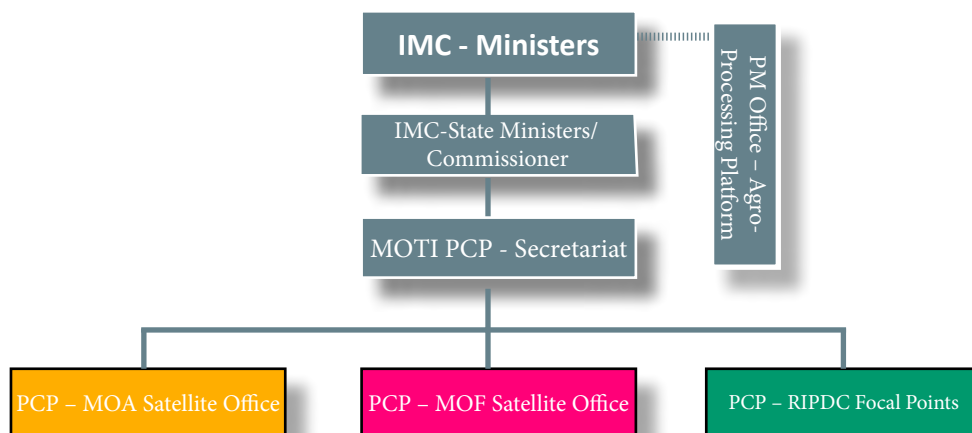 IMC - Ministers
PM Office – Agro-
Processing Platform
IMC-State Ministers/
Commissioner
MOTI PCP - Secretariat
PCP – MOA Satellite Office
PCP – MOF Satellite Office
PCP – RIPDC Focal Points